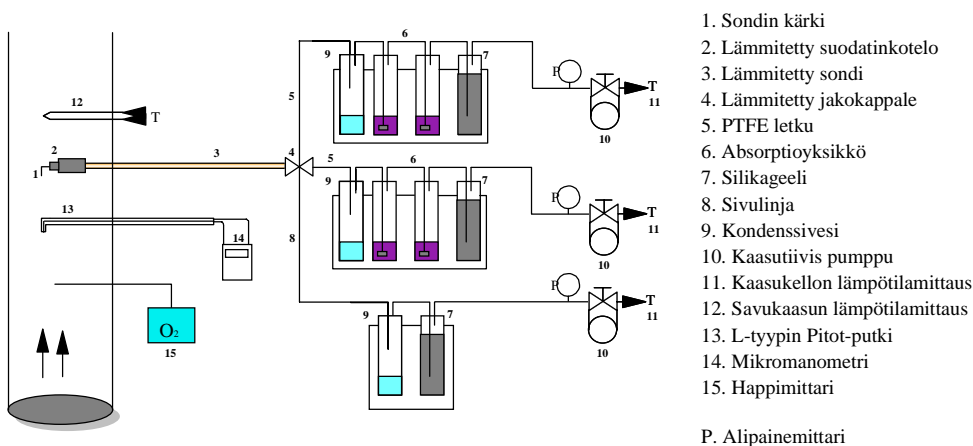 9
6
7
P
T
11
10
5
12
T
2
1
3
4
5
6
7
9
P
T
11
10
13
14
8
9
7
P
T
11
10
O2
15
1. Sondin kärki
2. Lämmitetty suodatinkotelo
3. Lämmitetty sondi
4. Lämmitetty jakokappale
5. PTFE letku
6. Absorptioyksikkö
7. Silikageeli
8. Sivulinja
9. Kondenssivesi
10. Kaasutiivis pumppu
11. Kaasukellon lämpötilamittaus
12. Savukaasun lämpötilamittaus
13. L-tyypin Pitot-putki
14. Mikromanometri
15. Happimittari
P. Alipainemittari